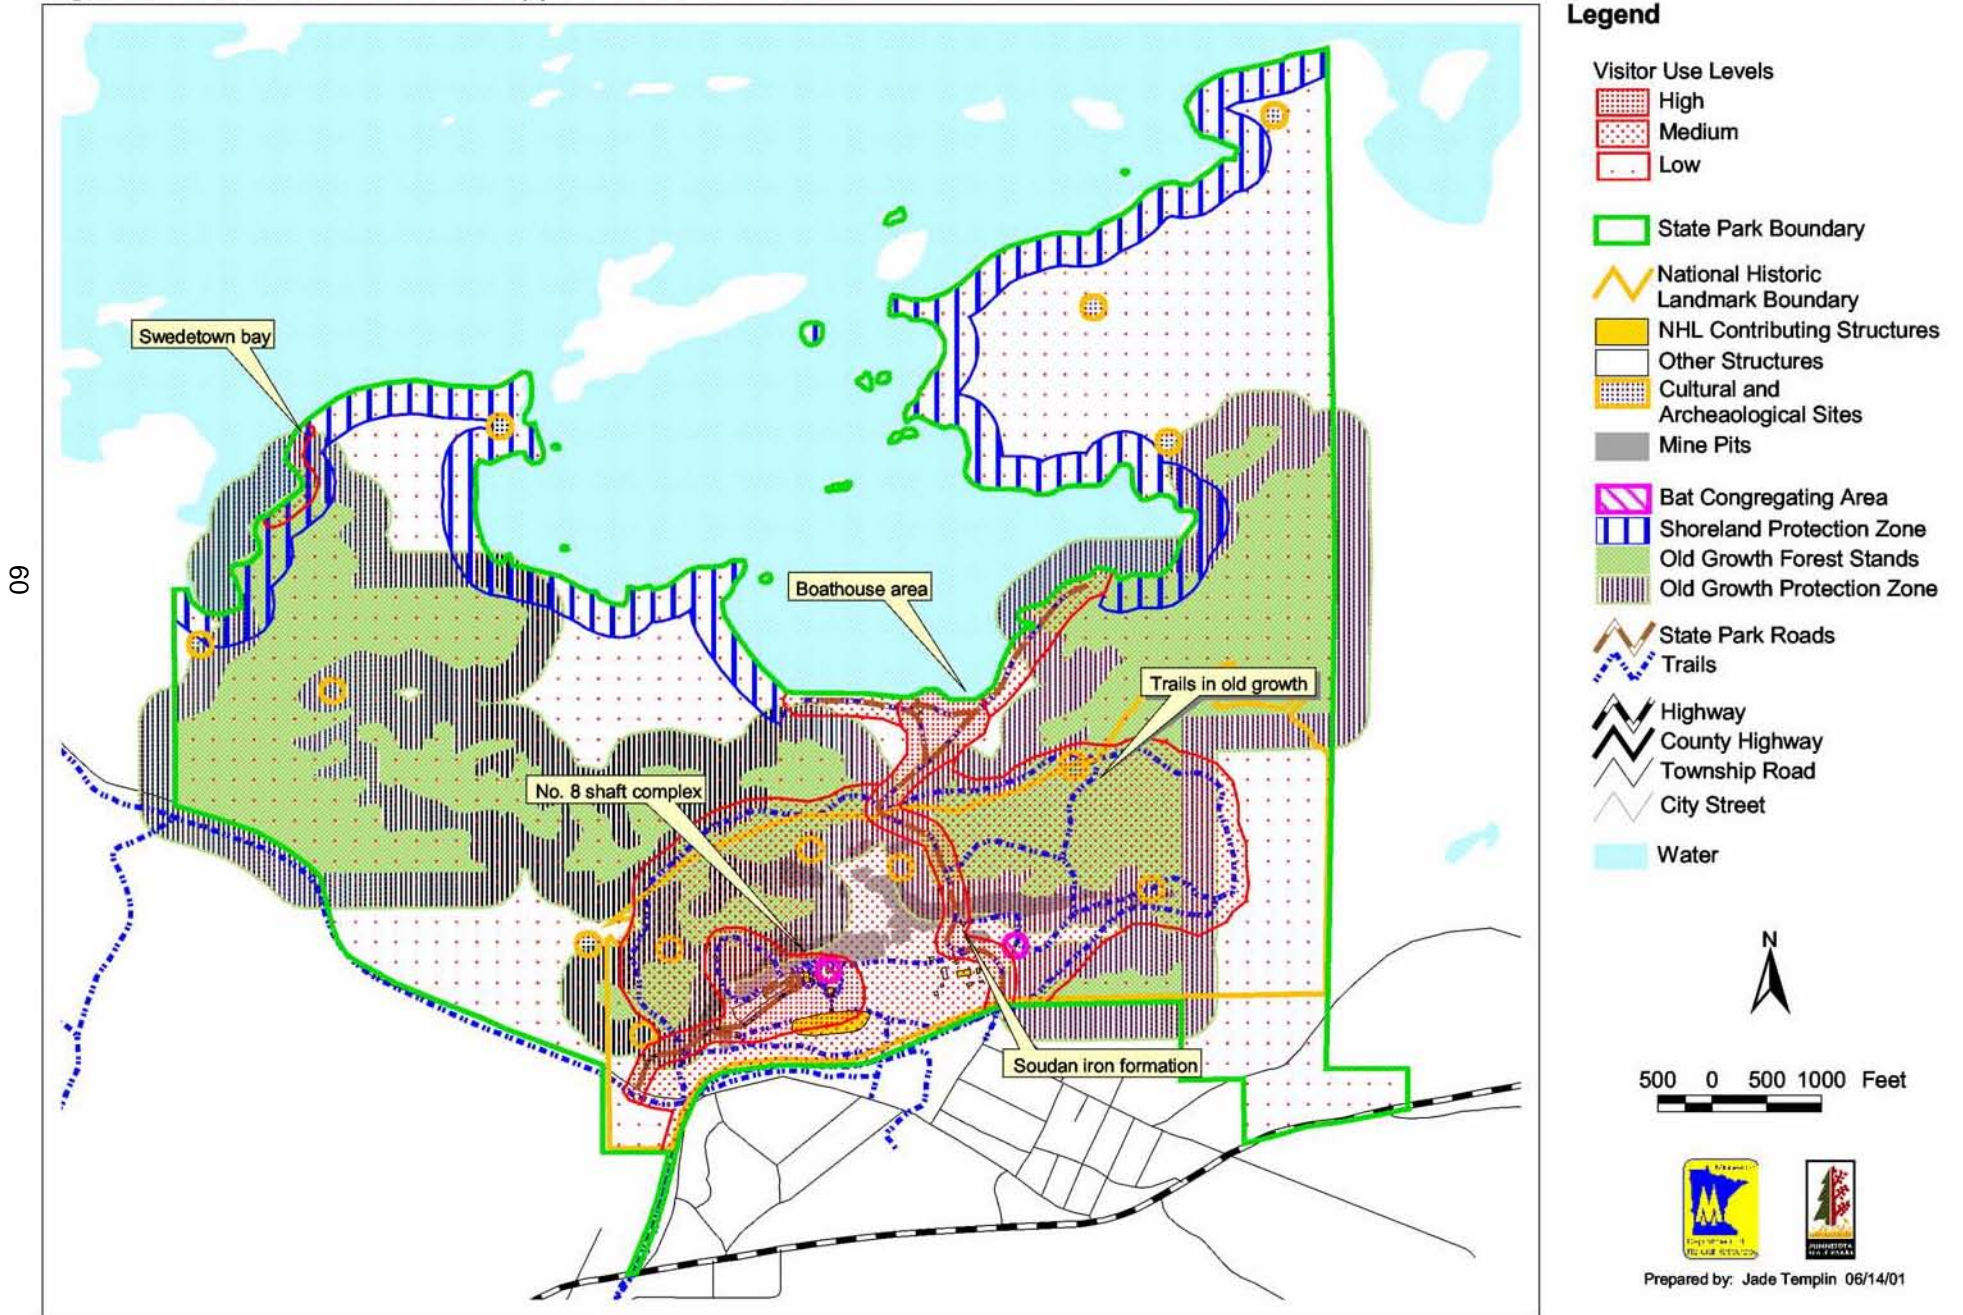 Legend
Visitor Use Levels
High
Medium
Low
State Park Boundary
National Historic
Landmark Boundary
NHL Contributing Structures
Other Structures
Cultural and
Archeaological Sites
Mine Pits
Bat Congregating Area
Shoreland Protection Zone
Old Growth Forest Stands
Old Growth Protection Zone
State Park Roads
Trails
Highway
County Highway
Township Road
City Street
Water
Swedetown bay
Boathouse area
Trails in old growth
No. 8 shaft complex
Soudan iron formation
60
N
500 0 500 1000 Feet
Prepared by: Jade Templin 06/14/01